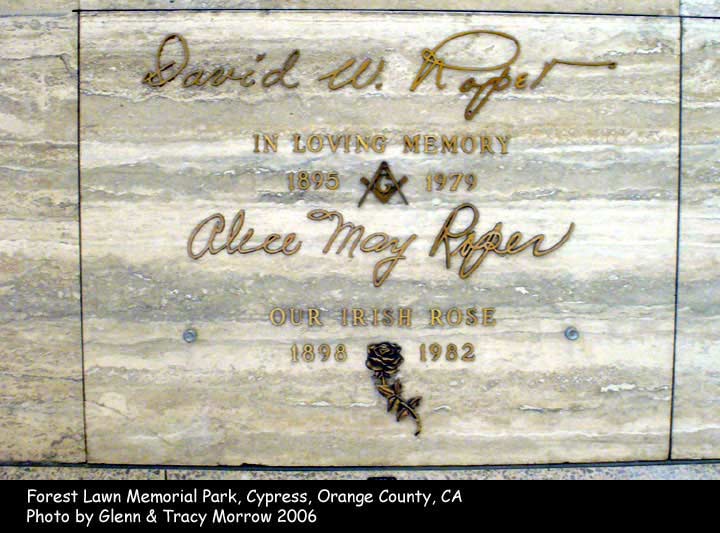 David W. Roper
IN LOVING MEMORY
1895 G 1979
Alice May Roper
OUR IRISH ROSE
1898 1982
Forest Lawn Memorial Park, Cypress, Orange County, CA
Photo by Glenn & Tracy Morrow 2006